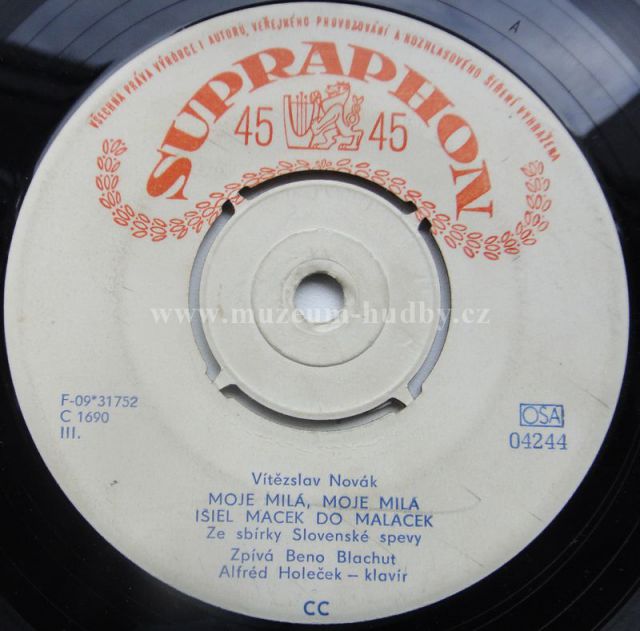 A
VŠECHNA PRÁVA VÝROBCE I AUTORŮ, VEŘEJNÉHO PROVOZOVÁNÍ A ROZHLASOVÉHO ŠÍŘENÍ VYHRAŽENA
SUPRAPHON
45 45
www.muzeum-hudby.cz
F-09*31752
C 1690
III.
OSA
04244
Vítězslav Novák
MOJE MILÁ, MOJE MILÁ
IŠIEL MACEK DO MALACEK
Ze sbírky Slovenské spevy
Zpívá Beno Blachut
Alfréd Holeček – klavír
CC